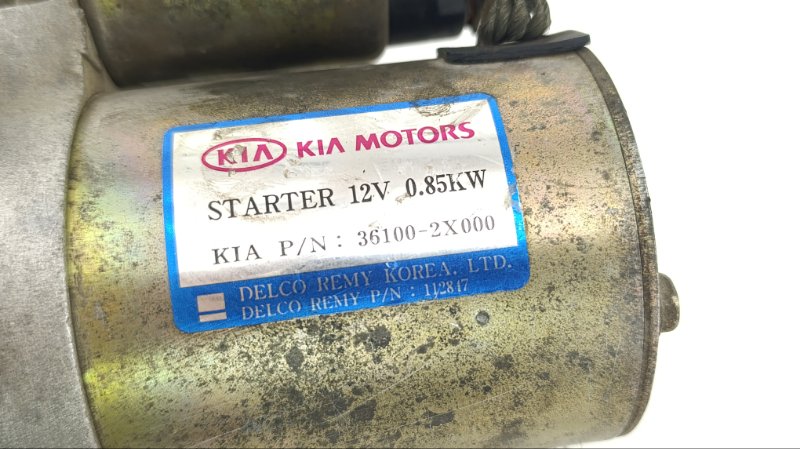 KIA KIA MOTORS
STARTER 12V 0.85KW
KIA P/N : 36100-2X000
DELCO REMY KOREA. LTD.
DELCO REMY P/N : 112847